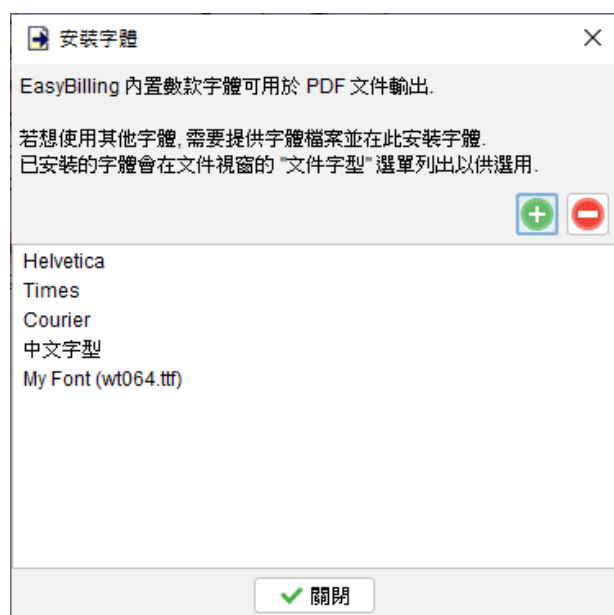 安裝字體
EasyBilling 內置數款字體可用於 PDF 文件輸出.
若想使用其他字體, 需要提供字體檔案並在此安裝字體.
已安裝的字體會在文件視窗的 "文件字型" 選單列出以供選用.
Helvetica
Times
Courier
中文字型
My Font (wt064.ttf)
關閉